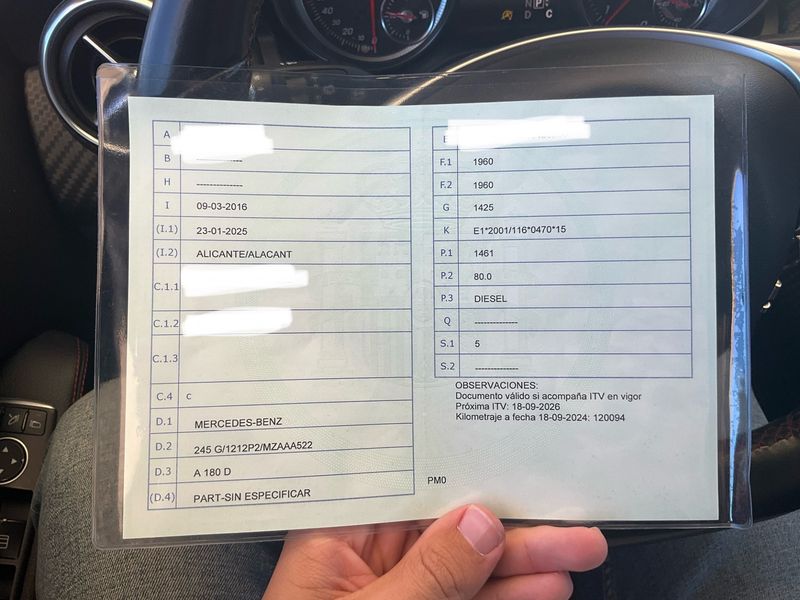 A
B --------------
H --------------
I 09-03-2016
(I.1) 23-01-2025
(I.2) ALICANTE/ALACANT
C.1.1
C.1.2
C.1.3
C.4 c
D.1 MERCEDES-BENZ
D.2 245 G/1212P2/MZAAA522
D.3 A 180 D
(D.4) PART-SIN ESPECIFICAR
F.1 1960
F.2 1960
G 1425
K E1*2001/116*0470*15
P.1 1461
P.2 80.0
P.3 DIESEL
Q --------------
S.1 5
S.2 --------------
OBSERVACIONES:
Documento válido si acompaña ITV en vigor
Próxima ITV: 18-09-2026
Kilometraje a fecha 18-09-2024: 120094
PM0